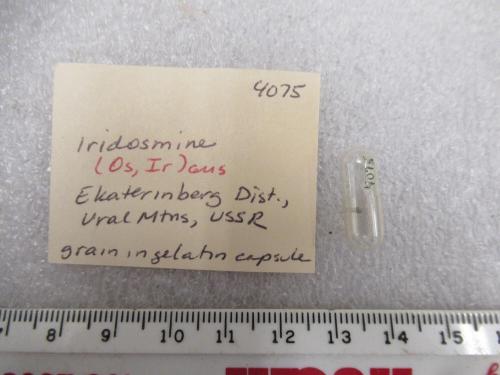 4075
Iridosmine
(Os, Ir)aus
Ekaterinberg Dist.,
Ural Mtns, USSR
grain in gelatin capsule
4075
8 9 10 11 12 13 14 15